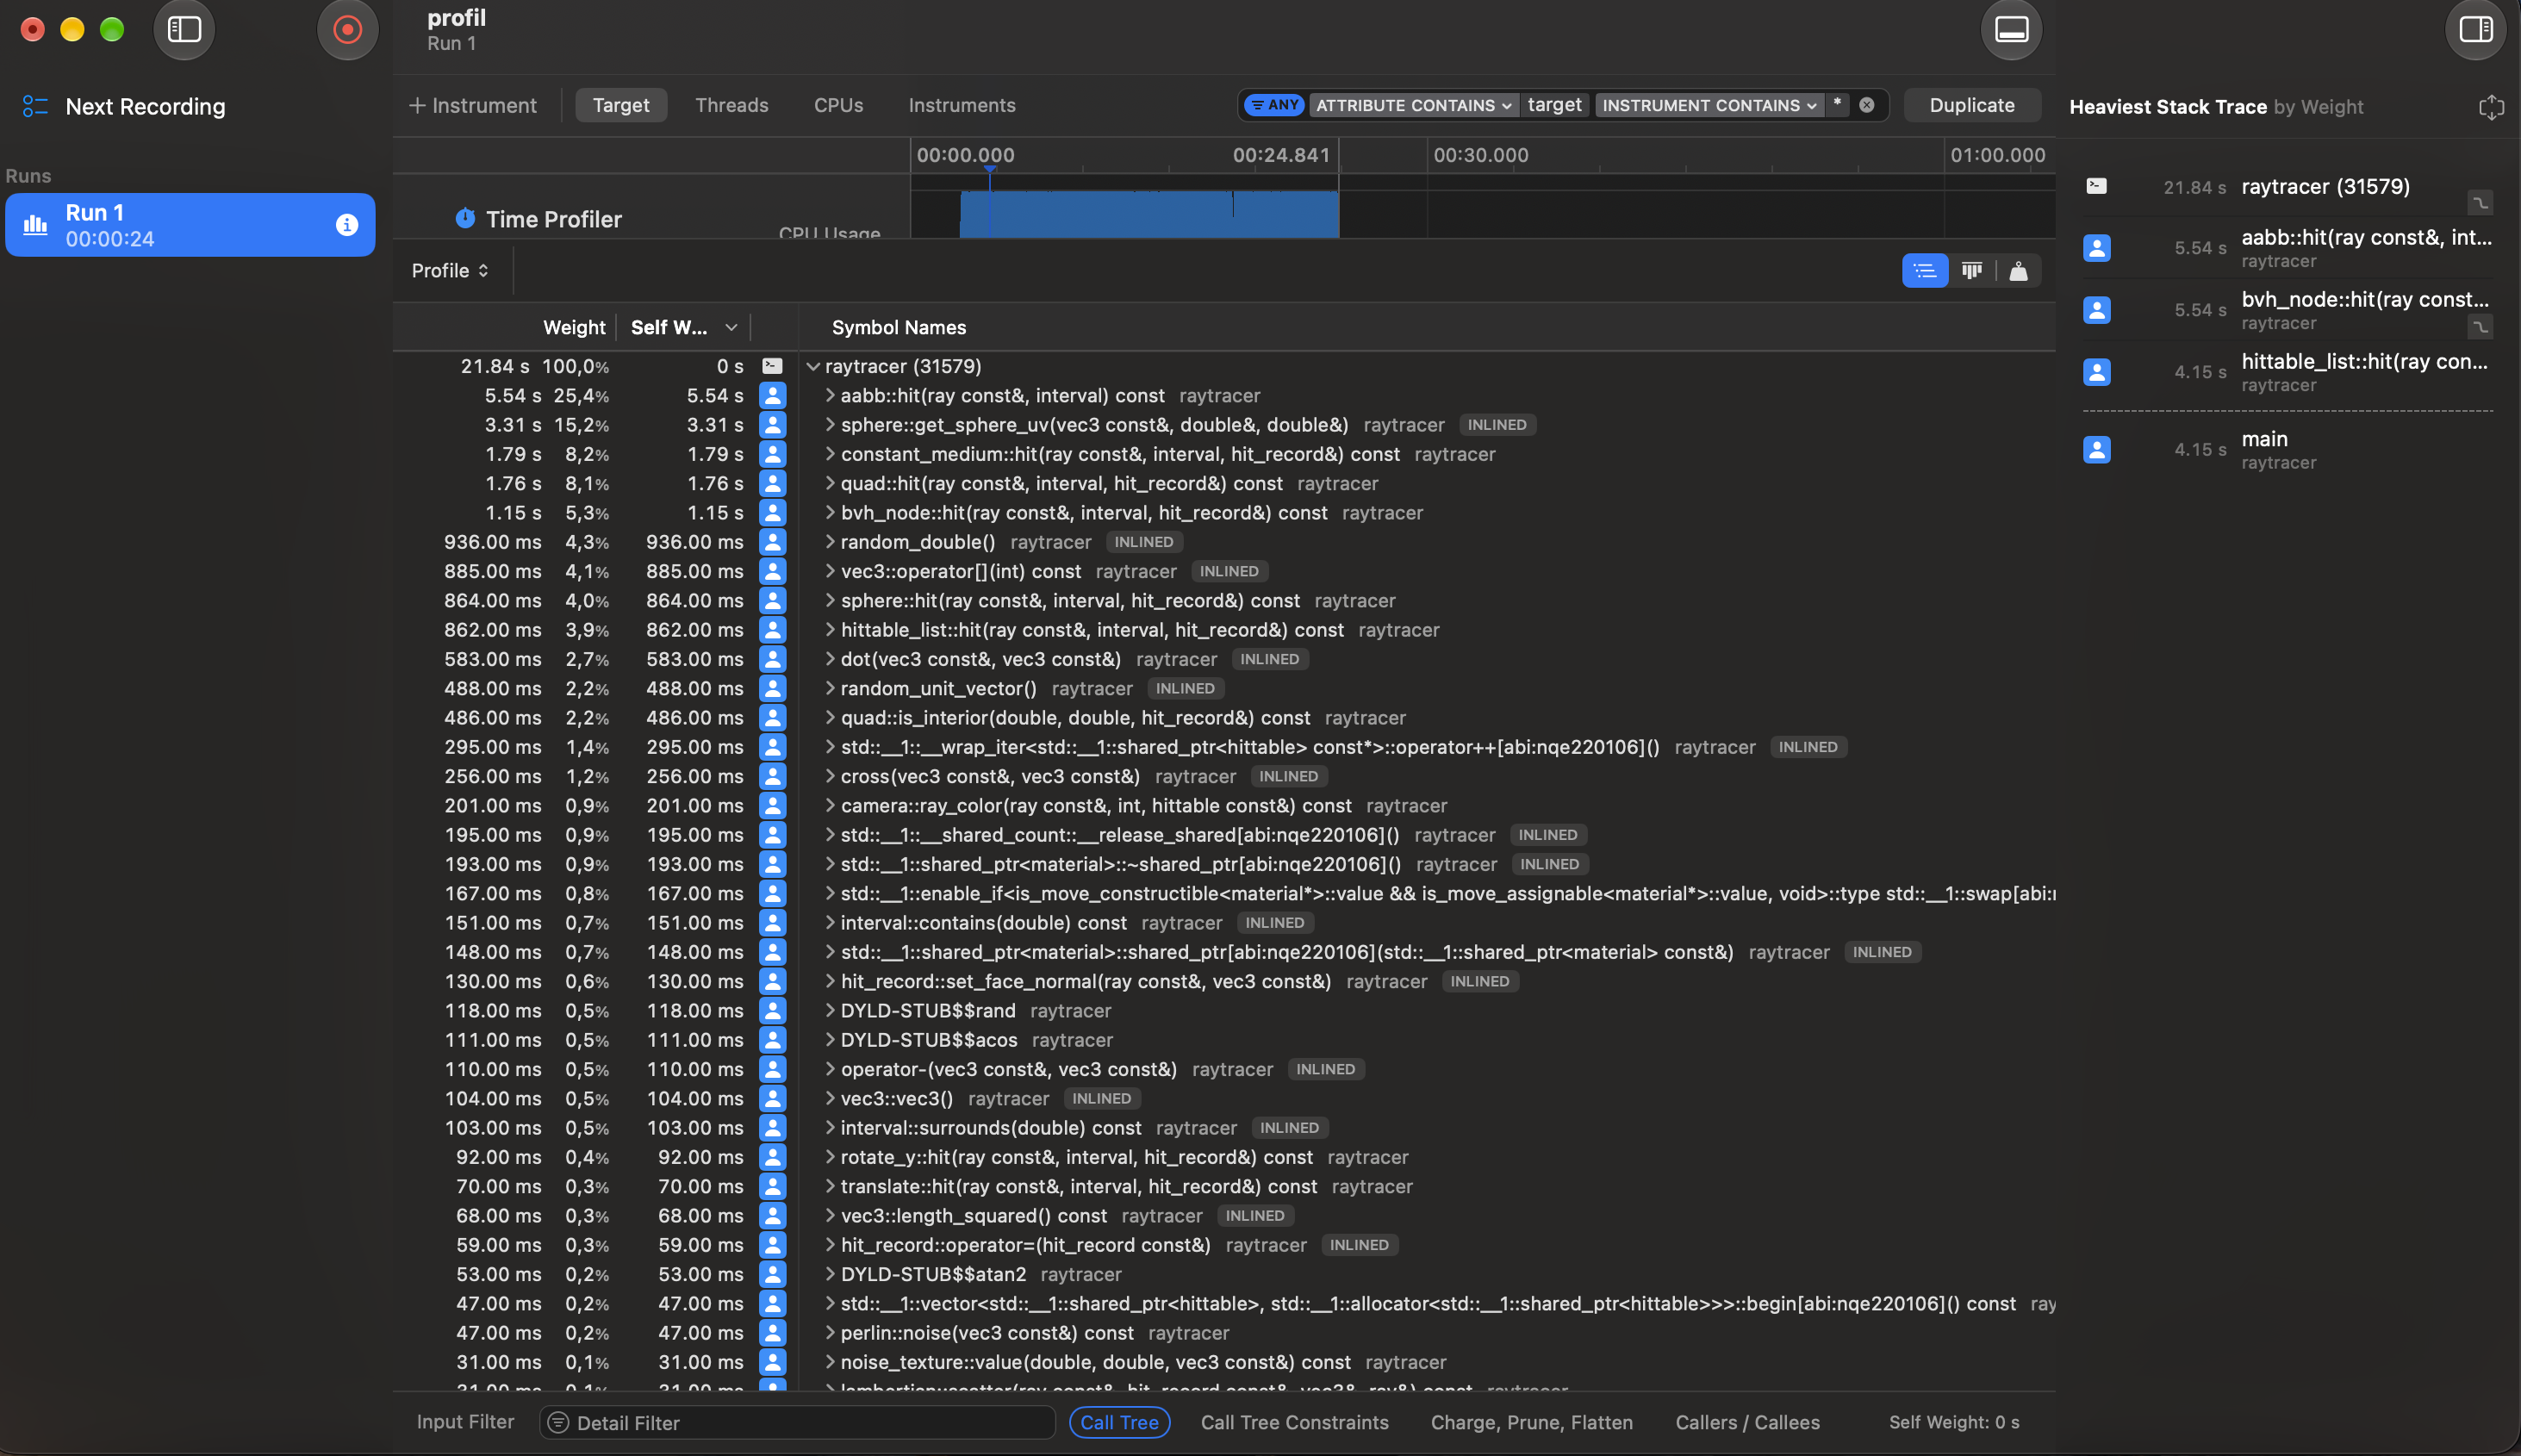 profil
Run 1
Next Recording
Runs
Run 1
00:00:24
+ Instrument Target Threads CPUs Instruments ANY ATTRIBUTE CONTAINS target INSTRUMENT CONTAINS * Duplicate
00:00.000 00:24.841 00:30.000 01:00.000
Time Profiler
CPU Usage
Profile
Weight Self W... Symbol Names
21.84 s 100,0% 0 s raytracer (31579)
5.54 s 25,4% 5.54 s aabb::hit(ray const&, interval) const raytracer
3.31 s 15,2% 3.31 s sphere::get_sphere_uv(vec3 const&, double&, double&) raytracer INLINED
1.79 s 8,2% 1.79 s constant_medium::hit(ray const&, interval, hit_record&) const raytracer
1.76 s 8,1% 1.76 s quad::hit(ray const&, interval, hit_record&) const raytracer
1.15 s 5,3% 1.15 s bvh_node::hit(ray const&, interval, hit_record&) const raytracer
936.00 ms 4,3% 936.00 ms random_double() raytracer INLINED
885.00 ms 4,1% 885.00 ms vec3::operator[](int) const raytracer INLINED
864.00 ms 4,0% 864.00 ms sphere::hit(ray const&, interval, hit_record&) const raytracer
862.00 ms 3,9% 862.00 ms hittable_list::hit(ray const&, interval, hit_record&) const raytracer
583.00 ms 2,7% 583.00 ms dot(vec3 const&, vec3 const&) raytracer INLINED
488.00 ms 2,2% 488.00 ms random_unit_vector() raytracer INLINED
486.00 ms 2,2% 486.00 ms quad::is_interior(double, double, hit_record&) const raytracer
295.00 ms 1,4% 295.00 ms std::__1::__wrap_iter<std::__1::shared_ptr<hittable> const*>::operator++[abi:nqe220106]() raytracer INLINED
256.00 ms 1,2% 256.00 ms cross(vec3 const&, vec3 const&) raytracer INLINED
201.00 ms 0,9% 201.00 ms camera::ray_color(ray const&, int, hittable const&) const raytracer
195.00 ms 0,9% 195.00 ms std::__1::__shared_count::__release_shared[abi:nqe220106]() raytracer INLINED
193.00 ms 0,9% 193.00 ms std::__1::shared_ptr<material>::~shared_ptr[abi:nqe220106]() raytracer INLINED
167.00 ms 0,8% 167.00 ms std::__1::enable_if<is_move_constructible<material*>::value && is_move_assignable<material*>::value, void>::type std::__1::swap[abi:
151.00 ms 0,7% 151.00 ms interval::contains(double) const raytracer INLINED
148.00 ms 0,7% 148.00 ms std::__1::shared_ptr<material>::shared_ptr[abi:nqe220106](std::__1::shared_ptr<material> const&) raytracer INLINED
130.00 ms 0,6% 130.00 ms hit_record::set_face_normal(ray const&, vec3 const&) raytracer INLINED
118.00 ms 0,5% 118.00 ms DYLD-STUB$$rand raytracer
111.00 ms 0,5% 111.00 ms DYLD-STUB$$acos raytracer
110.00 ms 0,5% 110.00 ms operator-(vec3 const&, vec3 const&) raytracer INLINED
104.00 ms 0,5% 104.00 ms vec3::vec3() raytracer INLINED
103.00 ms 0,5% 103.00 ms interval::surrounds(double) const raytracer INLINED
92.00 ms 0,4% 92.00 ms rotate_y::hit(ray const&, interval, hit_record&) const raytracer
70.00 ms 0,3% 70.00 ms translate::hit(ray const&, interval, hit_record&) const raytracer
68.00 ms 0,3% 68.00 ms vec3::length_squared() const raytracer INLINED
59.00 ms 0,3% 59.00 ms hit_record::operator=(hit_record const&) raytracer INLINED
53.00 ms 0,2% 53.00 ms DYLD-STUB$$atan2 raytracer
47.00 ms 0,2% 47.00 ms std::__1::vector<std::__1::shared_ptr<hittable>, std::__1::allocator<std::__1::shared_ptr<hittable>>>::begin[abi:nqe220106]() const ray
47.00 ms 0,2% 47.00 ms perlin::noise(vec3 const&) const raytracer
31.00 ms 0,1% 31.00 ms noise_texture::value(double, double, vec3 const&) const raytracer
31.00 ms 0,1% 31.00 ms lambertian::scatter(ray const&, hit_record const&, vec3&, ray&) const raytracer
Input Filter Detail Filter Call Tree Call Tree Constraints Charge, Prune, Flatten Callers / Callees Self Weight: 0 s
Heaviest Stack Trace by Weight
21.84 s raytracer (31579)
5.54 s aabb::hit(ray const&, int...
raytracer
5.54 s bvh_node::hit(ray const...
raytracer
4.15 s hittable_list::hit(ray con...
raytracer
4.15 s main
raytracer